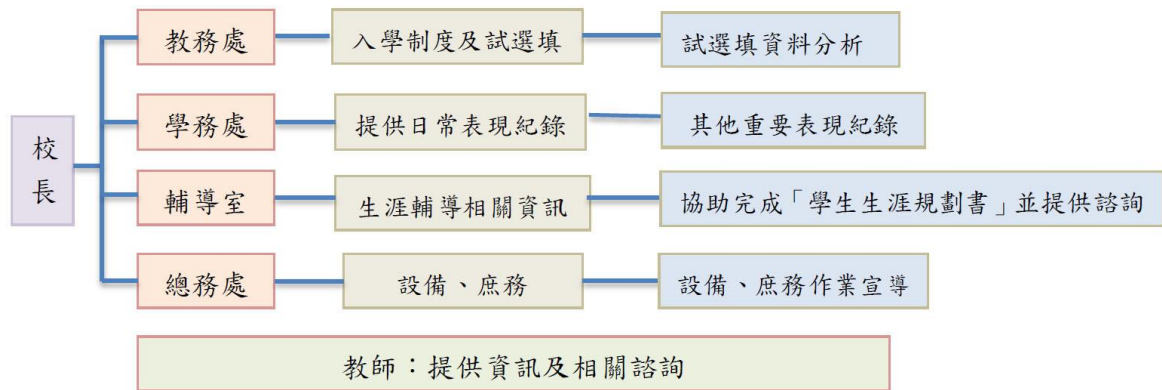 校長
教務處
入學制度及試選填
試選填資料分析
學務處
提供日常表現紀錄
其他重要表現紀錄
輔導室
生涯輔導相關資訊
協助完成「學生生涯規劃書」並提供諮詢
總務處
設備、庶務
設備、庶務作業宣導
教師：提供資訊及相關諮詢